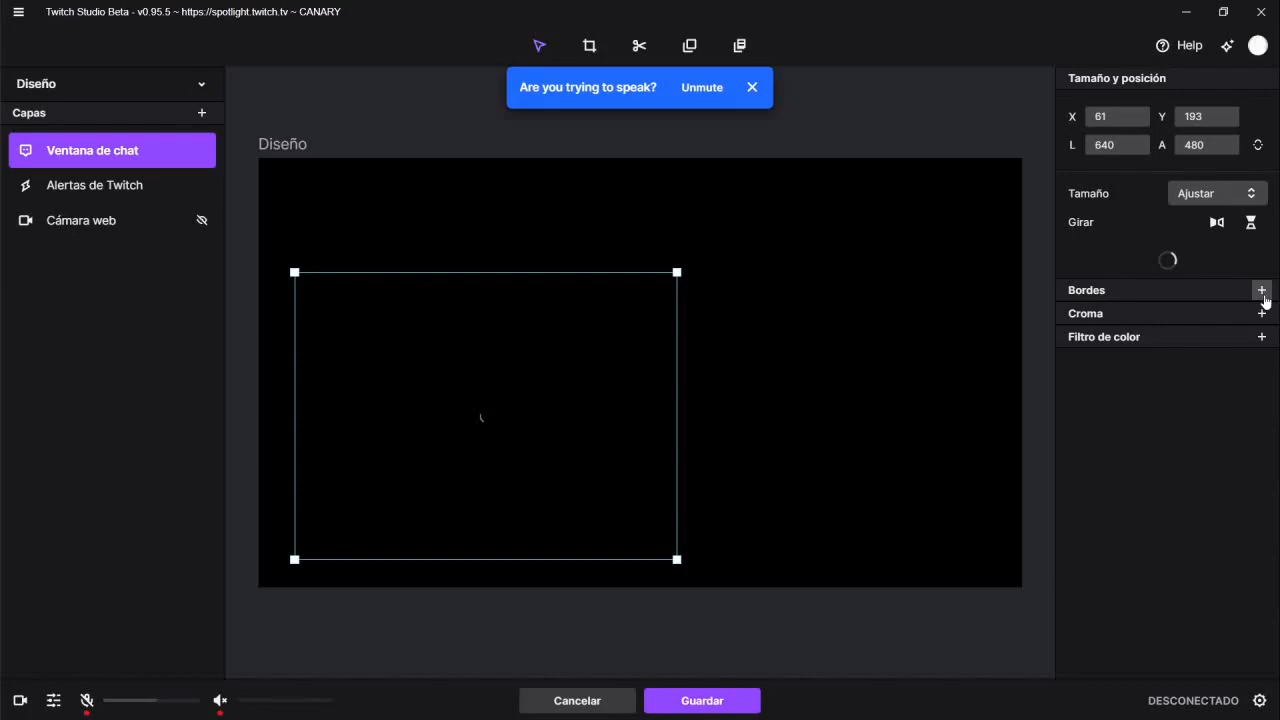 Twitch Studio Beta - v0.95.5 ~ https://spotlight.twitch.tv ~ CANARY
Help
Diseño
Capas
Ventana de chat
Alertas de Twitch
Cámara web
Are you trying to speak? Unmute
Diseño
Tamaño y posición
X 61 Y 193
L 640 A 480
Tamaño Ajustar
Girar
Bordes
Croma
Filtro de color
Cancelar Guardar
DESCONECTADO